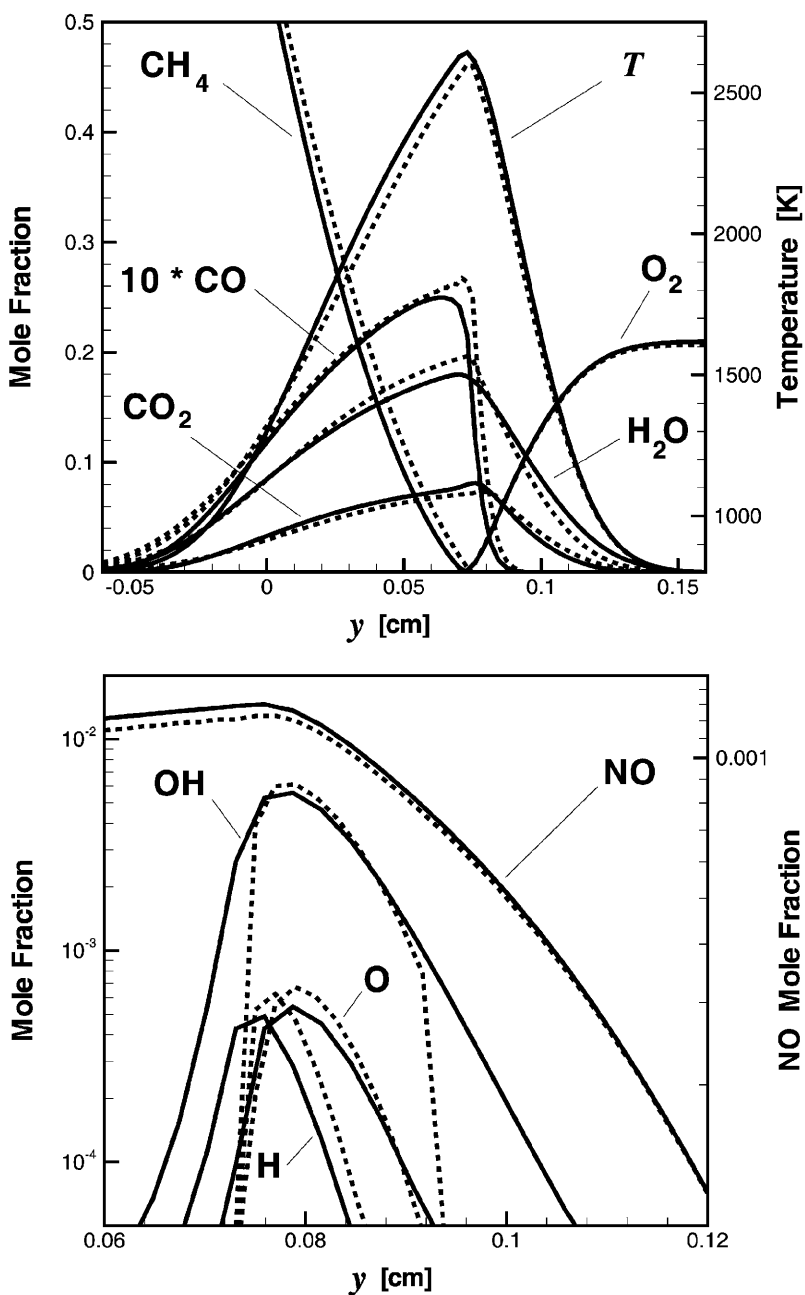 0.5
CH4
T
2500
0.4
0.3
2000
10 * CO
O2
0.2
1500
CO2
H2O
0.1
1000
0
-0.05
0
0.05
0.1
0.15
Mole Fraction
Temperature [K]
y [cm]
10-2
OH
NO
0.001
10-3
O
H
10-4
0.06
0.08
0.1
0.12
Mole Fraction
NO Mole Fraction
y [cm]